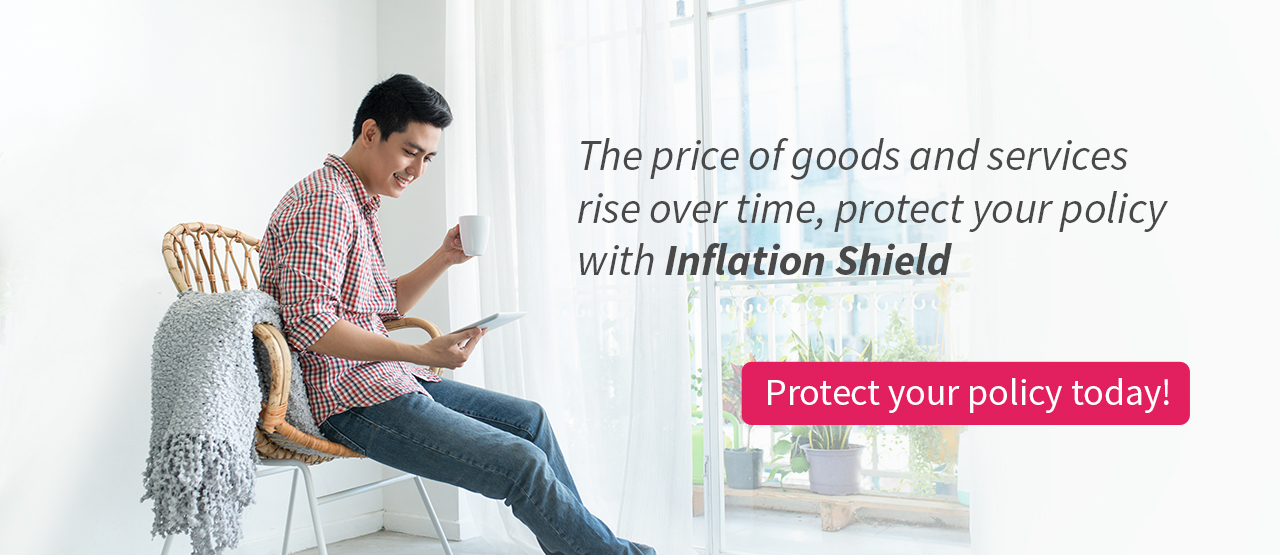 The price of goods and services
rise over time, protect your policy
with Inflation Shield
Protect your policy today!